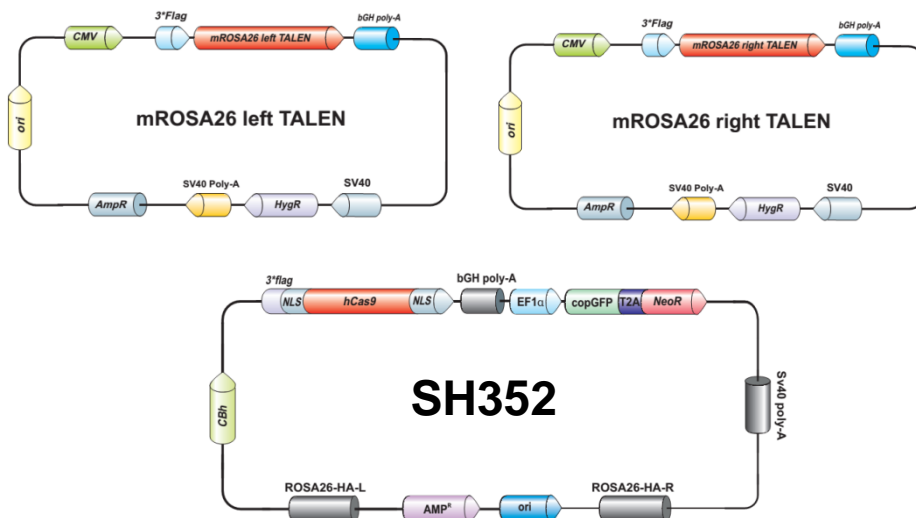 3*Flag
bGH poly-A
CMV
mROSA26 left TALEN
ori
mROSA26 left TALEN
SV40 Poly-A
SV40
AmpR
HygR
3*Flag
bGH poly-A
CMV
mROSA26 right TALEN
ori
mROSA26 right TALEN
SV40 Poly-A
SV40
AmpR
HygR
3*flag
bGH poly-A
NLS
hCas9
NLS
EF1α
copGFP
T2A
NeoR
CBh
SH352
Sv40 poly-A
ROSA26-HA-L
ROSA26-HA-R
AMPᴿ
ori